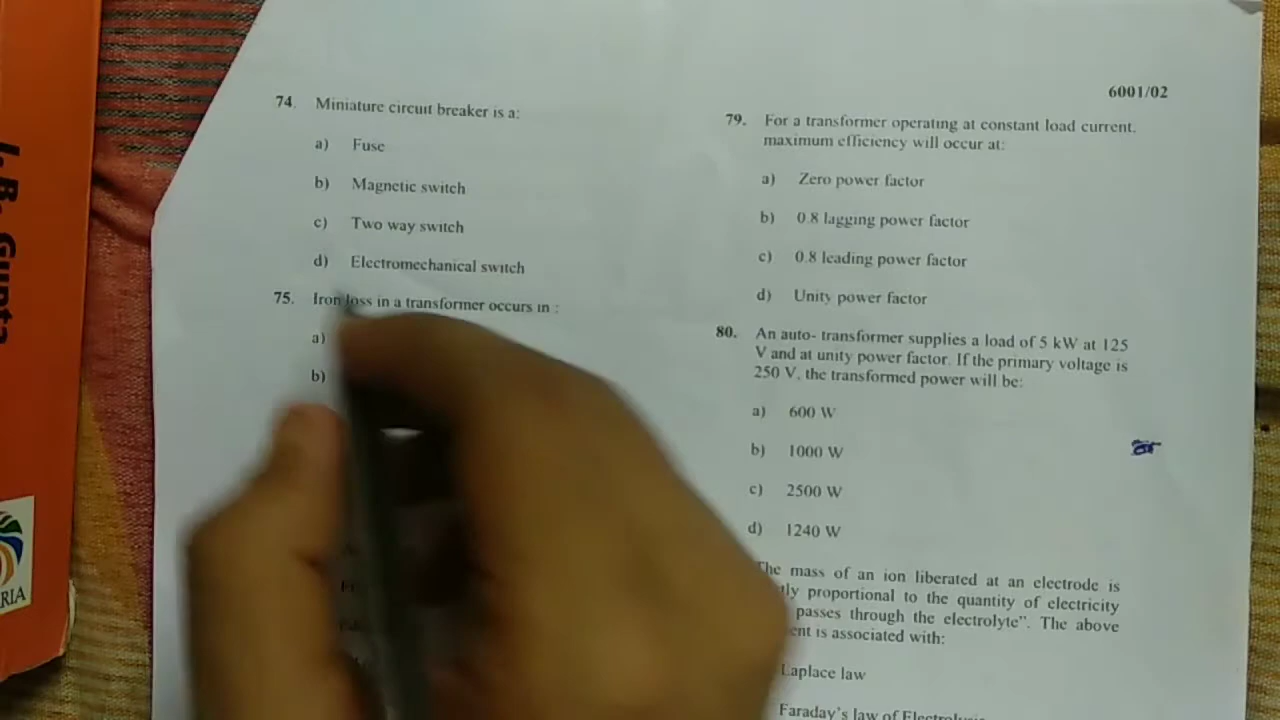 J.B. Gupta
RIA
6001/02
74. Miniature circuit breaker is a:
a) Fuse
b) Magnetic switch
c) Two way switch
d) Electromechanical switch
75. Iron loss in a transformer occurs in :
a)
b)
79. For a transformer operating at constant load current.
maximum efficiency will occur at:
a) Zero power factor
b) 0.8 lagging power factor
c) 0.8 leading power factor
d) Unity power factor
80. An auto- transformer supplies a load of 5 kW at 125
V and at unity power factor. If the primary voltage is
250 V, the transformed power will be:
a) 600 W
b) 1000 W
c) 2500 W
d) 1240 W
The mass of an ion liberated at an electrode is
tly proportional to the quantity of electricity
passes through the electrolyte". The above
ent is associated with:
Laplace law
Faraday's law of